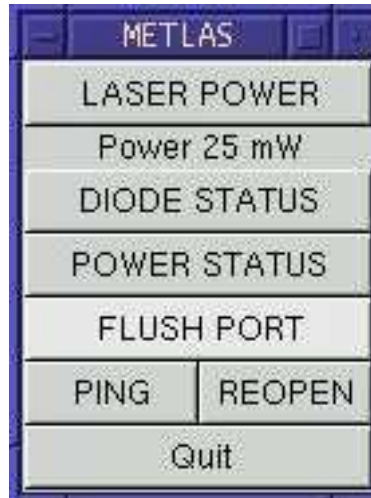 METLAS
LASER POWER
Power 25 mW
DIODE STATUS
POWER STATUS
FLUSH PORT
PING REOPEN
Quit